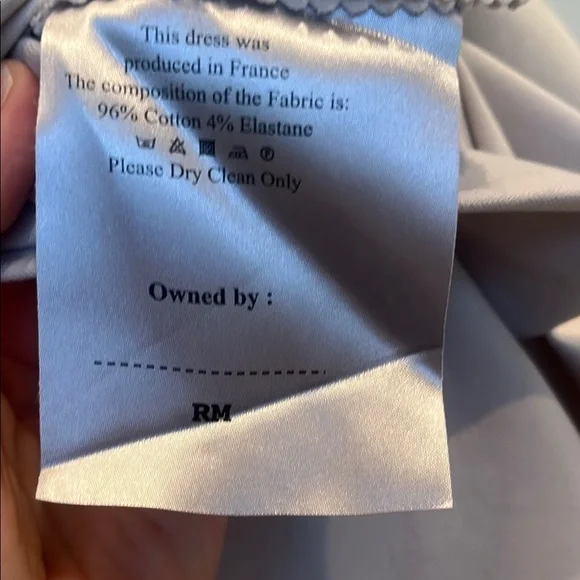 This dress was
produced in France
The composition of the Fabric is:
96% Cotton 4% Elastane
Please Dry Clean Only
Owned by :
RM